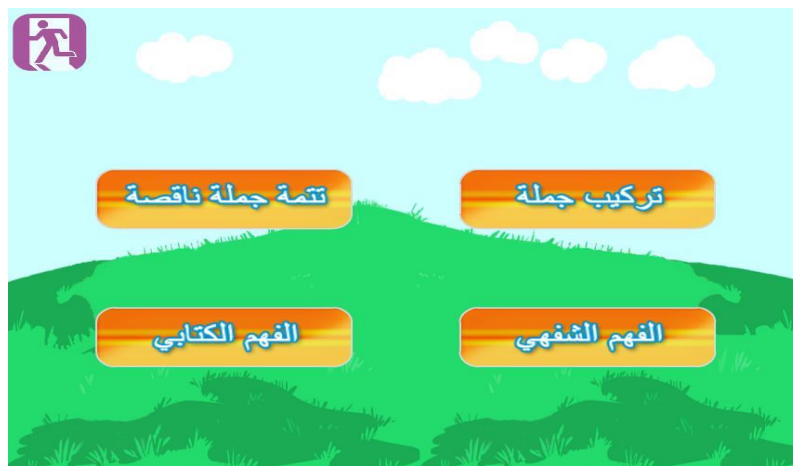 تركيب جملة
تتمة جملة ناقصة
الفهم الشفهي
الفهم الكتابي